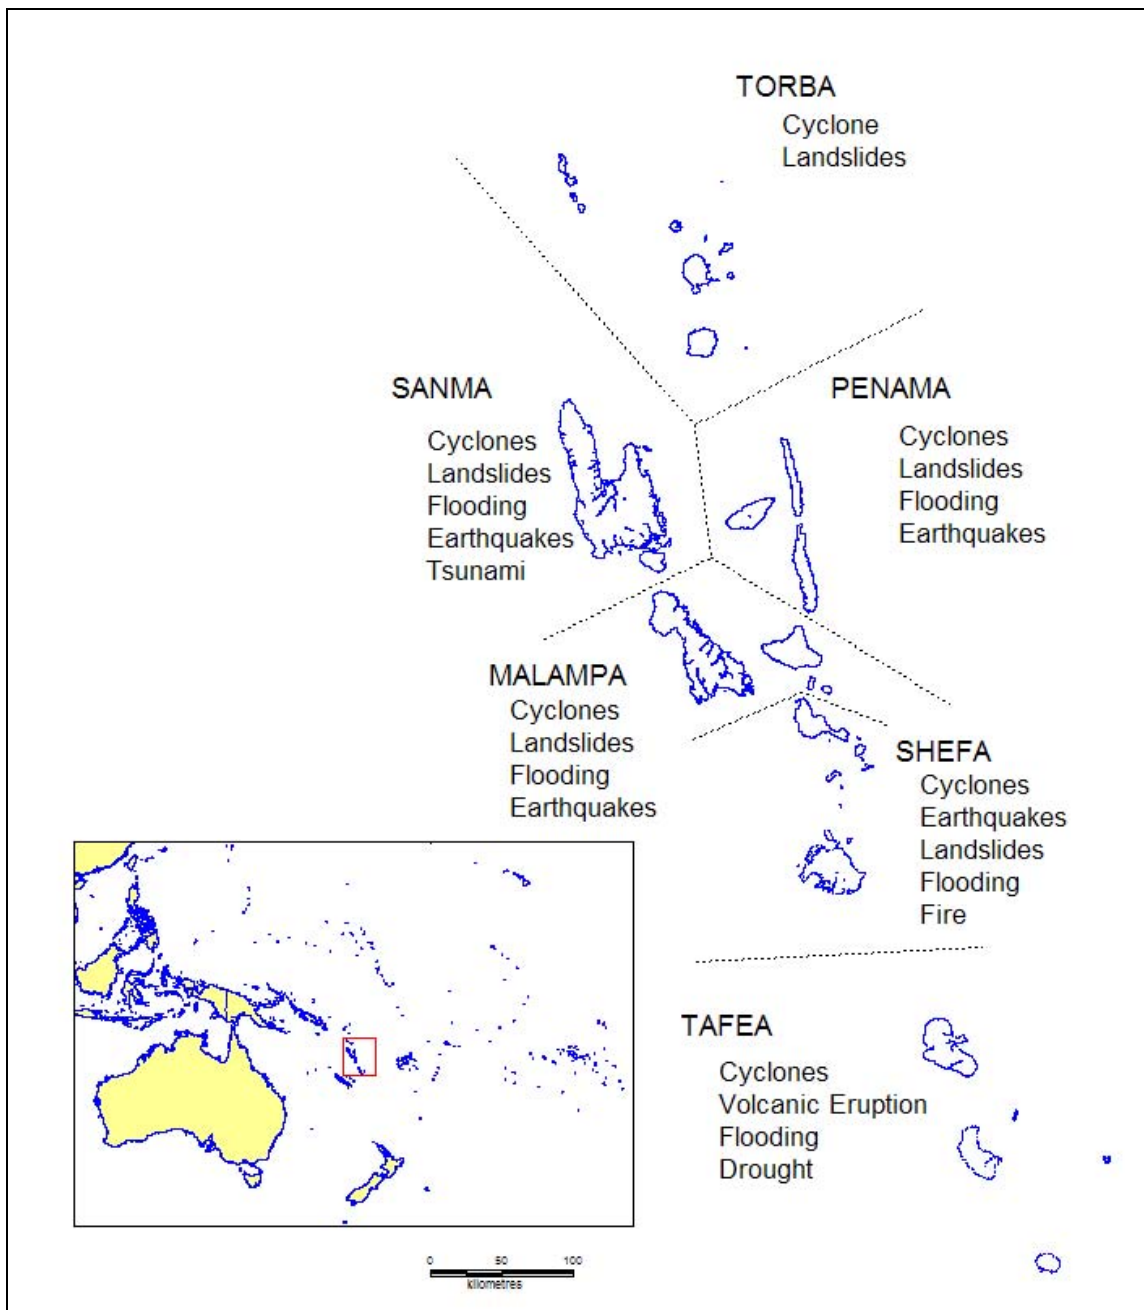 TORBA
Cyclone
Landslides
SANMA
Cyclones
Landslides
Flooding
Earthquakes
Tsunami
PENAMA
Cyclones
Landslides
Flooding
Earthquakes
MALAMPA
Cyclones
Landslides
Flooding
Earthquakes
SHEFA
Cyclones
Earthquakes
Landslides
Flooding
Fire
TAFEA
Cyclones
Volcanic Eruption
Flooding
Drought
0 50 100
kilometres